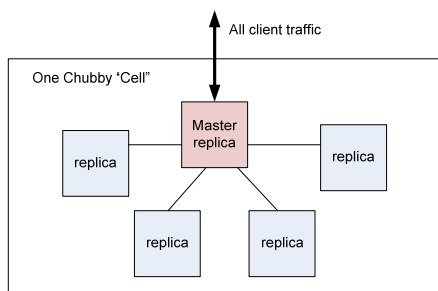 All client traffic
One Chubby "Cell"
Master
replica
replica
replica
replica
replica